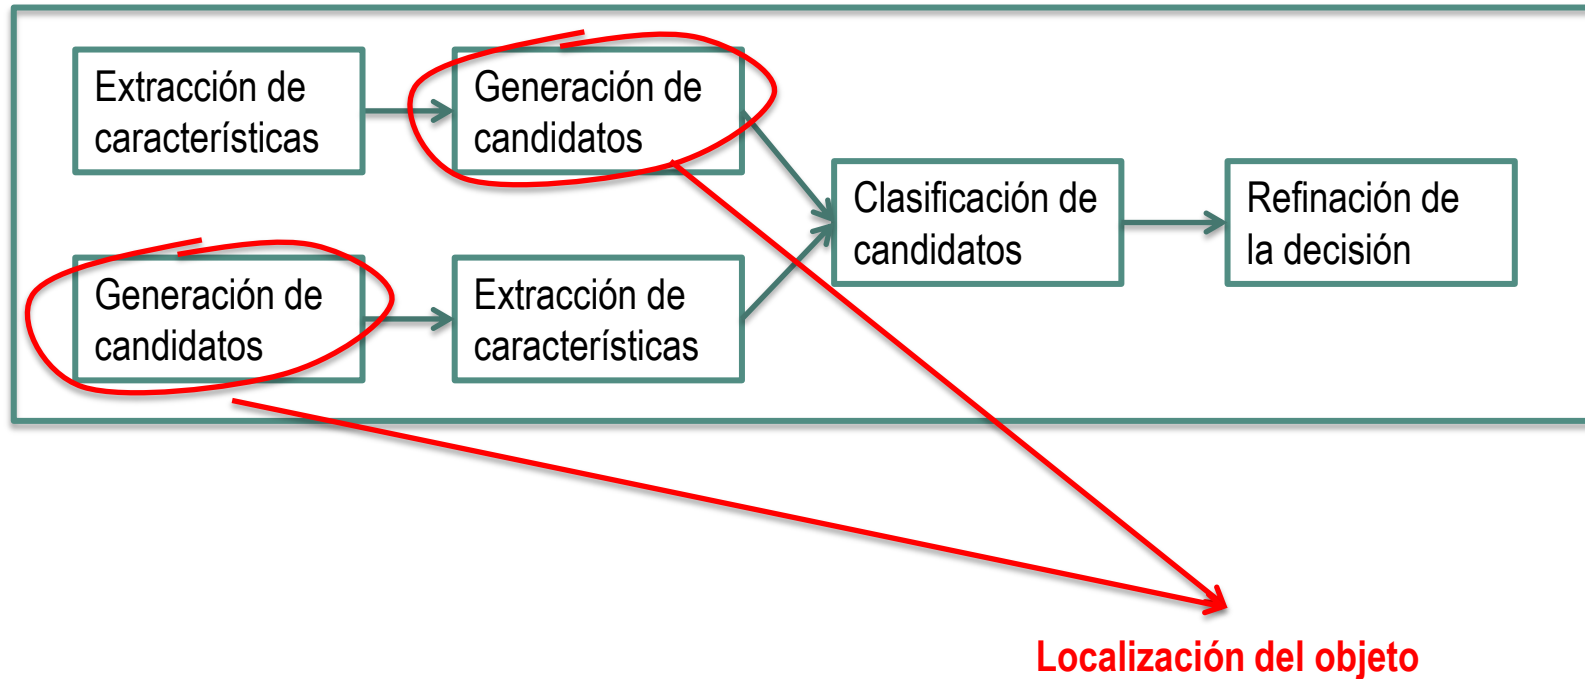 Extracción de
características
Generación de
candidatos
Generación de
candidatos
Extracción de
características
Clasificación de
candidatos
Refinación de
la decisión
Localización del objeto